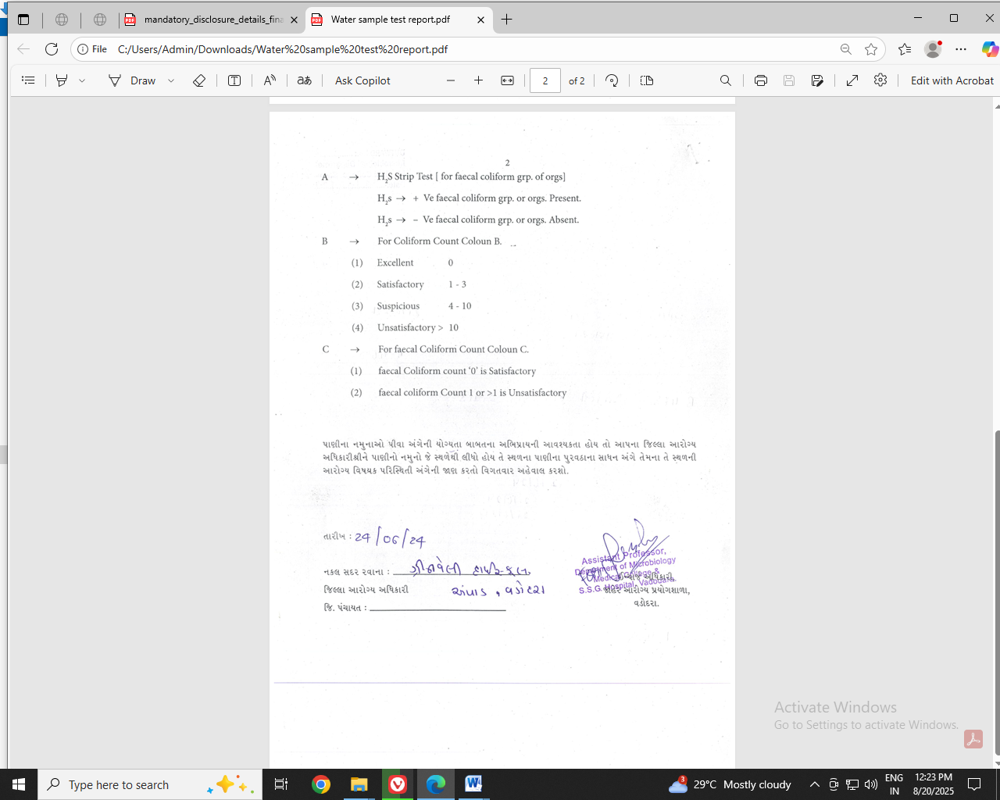 mandatory_disclosure_details_fina
Water sample test report.pdf
File
C:/Users/Admin/Downloads/Water%20sample%20test%20report.pdf
Draw
aあ
Ask Copilot
2
of 2
Edit with Acrobat
2
A → H₂S Strip Test [ for faecal coliform grp. of orgs]
H₂s → + Ve faecal coliform grp. or orgs. Present.
H₂s → – Ve faecal coliform grp. or orgs. Absent.
B → For Coliform Count Coloun B.
(1) Excellent 0
(2) Satisfactory 1 - 3
(3) Suspicious 4 - 10
(4) Unsatisfactory > 10
C → For faecal Coliform Count Coloun C.
(1) faecal Coliform count ‘0’ is Satisfactory
(2) faecal coliform Count 1 or >1 is Unsatisfactory
પાણીના નમુનાઓ પીવા અંગેની યોગ્યતા બાબતના અભિપ્રાયની આવશ્યકતા હોય તો આપના જિલ્લા આરોગ્ય
અધિકારીશ્રીને પાણીનો નમુનો જે સ્થળેથી લીધો હોય તે સ્થળના પાણીના પુરવઠાના સાધન અંગે તેમના તે સ્થળની
આરોગ્ય વિષયક પરિસ્થિતી અંગેની જાણ કરતો વિગતવાર અહેવાલ કરશો.
તારીખ : 24/06/24
નકલ સદર રવાના : ગ્રીનવેલી હાઈસ્કુલ
જિલ્લા આરોગ્ય અધિકારી અંપાડ, વડોદરા
જિ. પંચાયત :
Assistant Professor,
Department of Microbiology
Medical College &
S.S.G. Hospital, Vadodara.
અધિકારી,
જાહેર આરોગ્ય પ્રયોગશાળા,
વડોદરા.
Activate Windows
Go to Settings to activate Windows.
Type here to search
3
29°C Mostly cloudy
ENG
IN
12:23 PM
8/20/2025